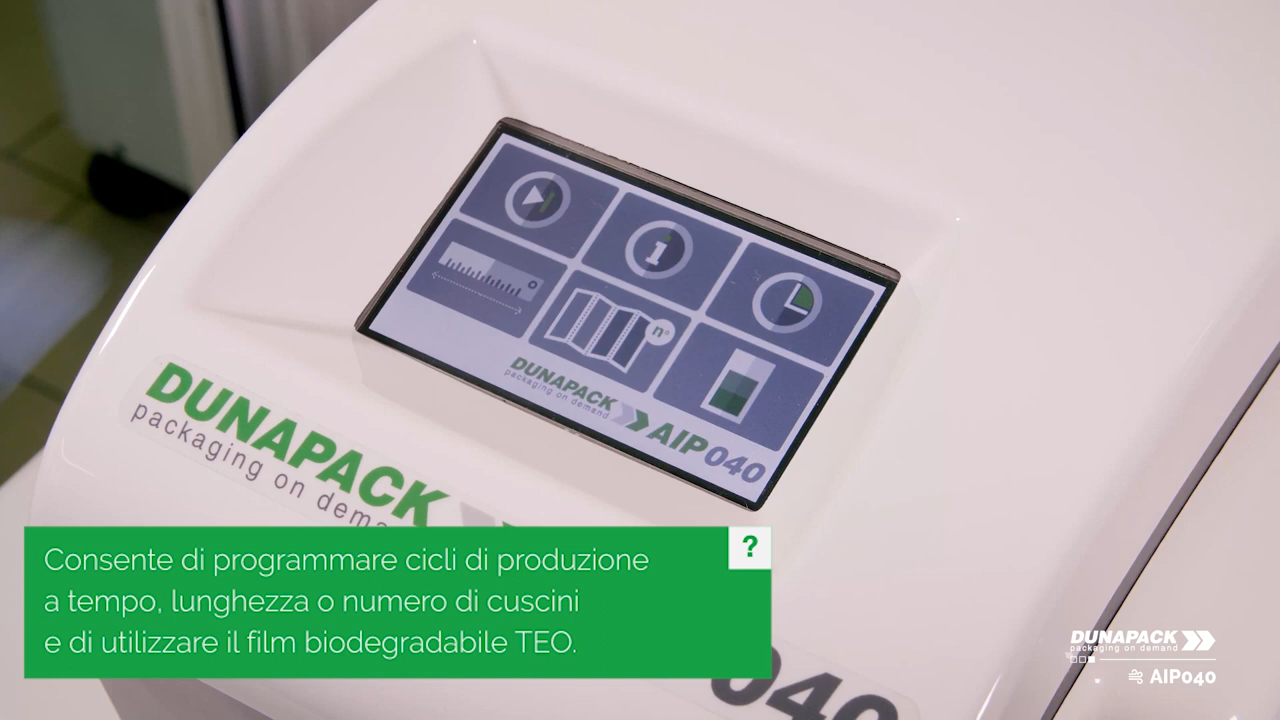 i
n°
DUNAPACK
packaging on demand
AIP040
DUNAPACK
packaging on dema
Consente di programmare cicli di produzione
a tempo, lunghezza o numero di cuscini
e di utilizzare il film biodegradabile TEO.
?
040
DUNAPACK
packaging on demand
AIP040